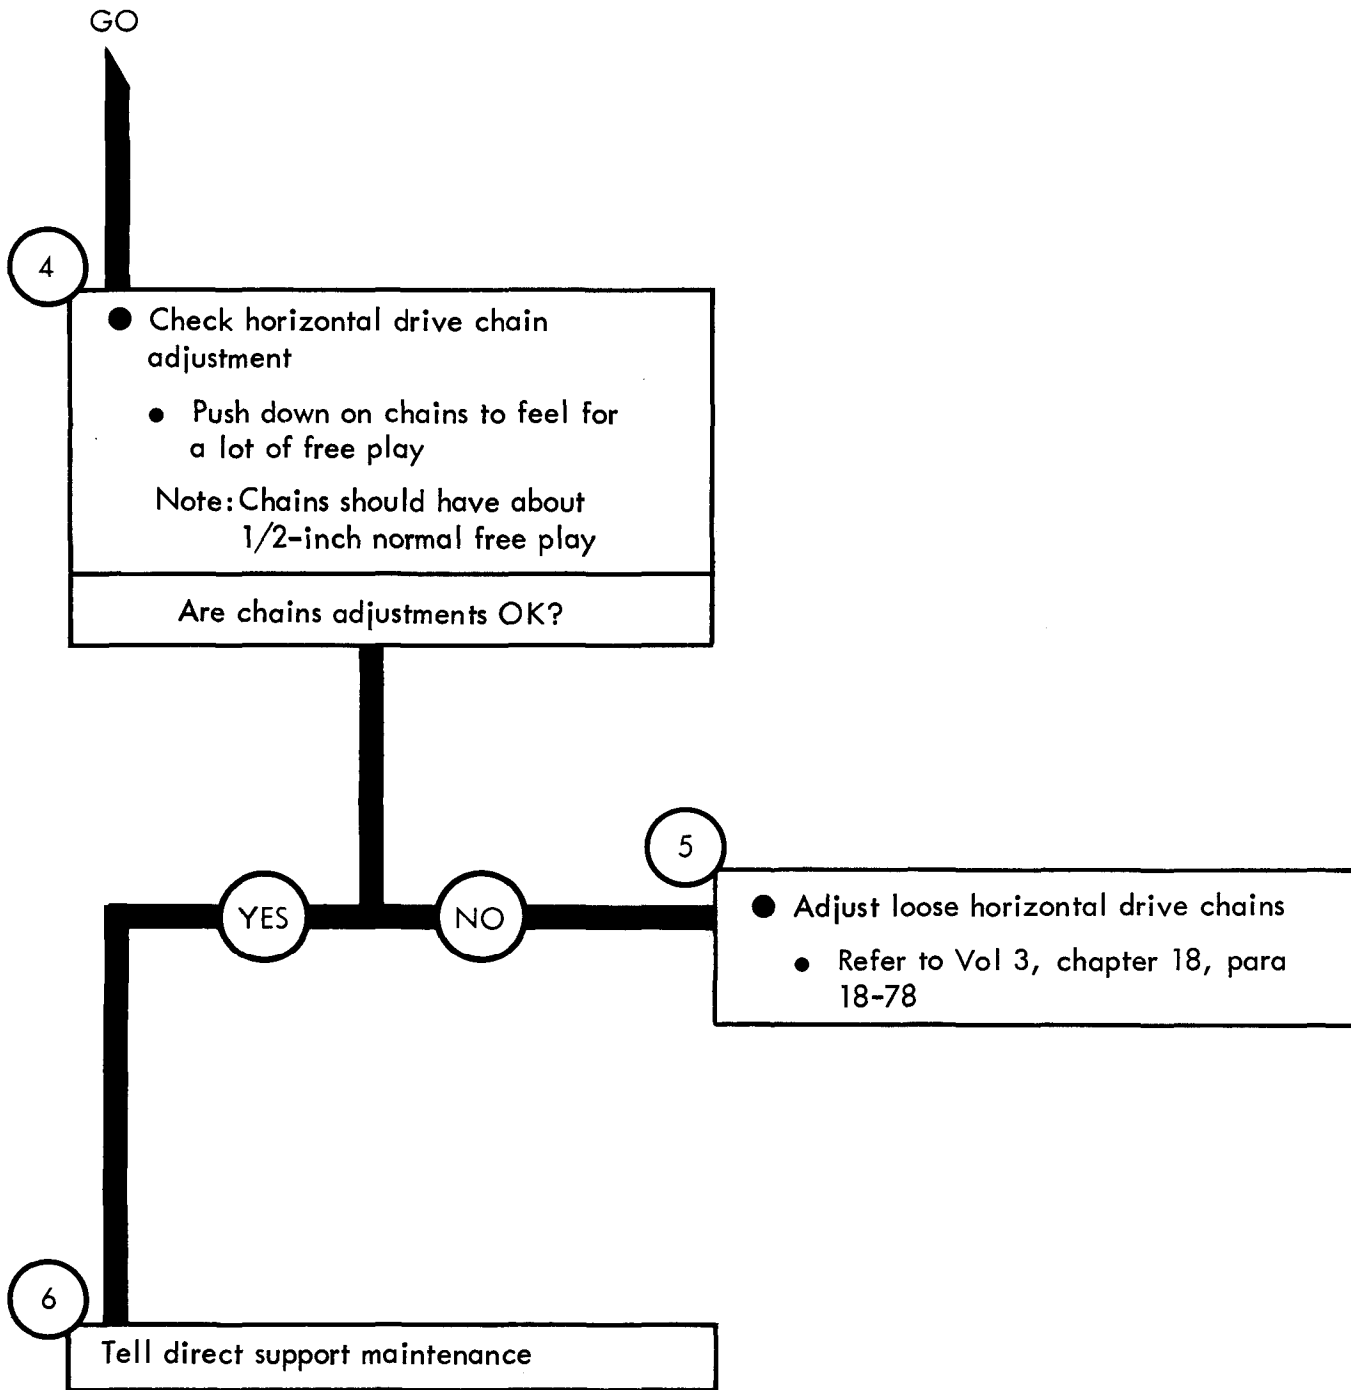 GO
4
● Check horizontal drive chain
adjustment
● Push down on chains to feel for
a lot of free play
Note: Chains should have about
1/2-inch normal free play
Are chains adjustments OK?
YES
NO
5
● Adjust loose horizontal drive chains
● Refer to Vol 3, chapter 18, para
18-78
6
Tell direct support maintenance